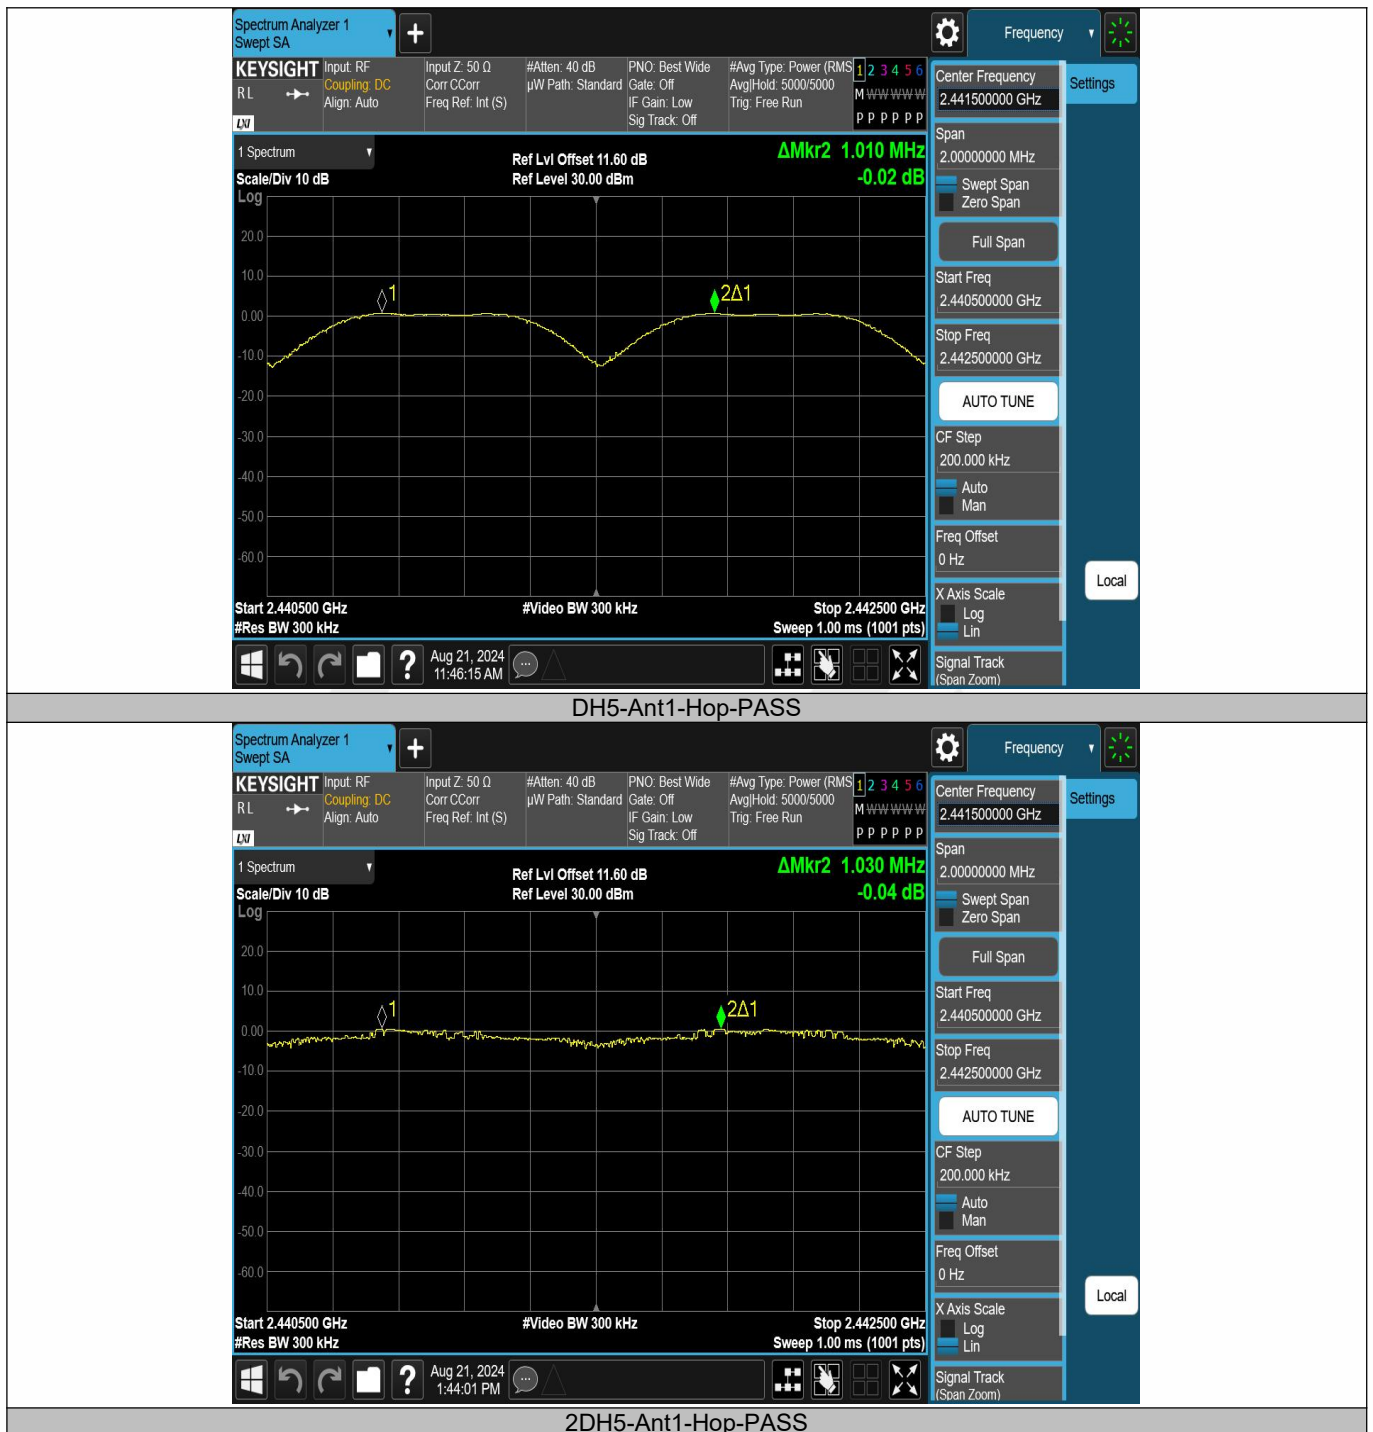 Spectrum Analyzer 1
Swept SA
Frequency
KEYSIGHT
RL
LXI
Input: RF
Coupling: DC
Align: Auto
Input Z: 50 Ω
Corr CCorr
Freq Ref: Int (S)
#Atten: 40 dB
µW Path: Standard
PNO: Best Wide
Gate: Off
IF Gain: Low
Sig Track: Off
#Avg Type: Power (RMS
Avg|Hold: 5000/5000
Trig: Free Run
1 2 3 4 5 6
M W W W W W
P P P P P P
1 Spectrum
Scale/Div 10 dB
Log
Ref Lvl Offset 11.60 dB
Ref Level 30.00 dBm
ΔMkr2 1.010 MHz
-0.02 dB
20.0
10.0
0.00
-10.0
-20.0
-30.0
-40.0
-50.0
-60.0
1
2Δ1
Start 2.440500 GHz
#Res BW 300 kHz
#Video BW 300 kHz
Stop 2.442500 GHz
Sweep 1.00 ms (1001 pts)
Aug 21, 2024
11:46:15 AM
Center Frequency
2.441500000 GHz
Settings
Span
2.00000000 MHz
Swept Span
Zero Span
Full Span
Start Freq
2.440500000 GHz
Stop Freq
2.442500000 GHz
AUTO TUNE
CF Step
200.000 kHz
Auto
Man
Freq Offset
0 Hz
Local
X Axis Scale
Log
Lin
Signal Track
(Span Zoom)
DH5-Ant1-Hop-PASS
Spectrum Analyzer 1
Swept SA
Frequency
KEYSIGHT
RL
LXI
Input: RF
Coupling: DC
Align: Auto
Input Z: 50 Ω
Corr CCorr
Freq Ref: Int (S)
#Atten: 40 dB
µW Path: Standard
PNO: Best Wide
Gate: Off
IF Gain: Low
Sig Track: Off
#Avg Type: Power (RMS
Avg|Hold: 5000/5000
Trig: Free Run
1 2 3 4 5 6
M W W W W W
P P P P P P
1 Spectrum
Scale/Div 10 dB
Log
Ref Lvl Offset 11.60 dB
Ref Level 30.00 dBm
ΔMkr2 1.030 MHz
-0.04 dB
20.0
10.0
0.00
-10.0
-20.0
-30.0
-40.0
-50.0
-60.0
1
2Δ1
Start 2.440500 GHz
#Res BW 300 kHz
#Video BW 300 kHz
Stop 2.442500 GHz
Sweep 1.00 ms (1001 pts)
Aug 21, 2024
1:44:01 PM
Center Frequency
2.441500000 GHz
Settings
Span
2.00000000 MHz
Swept Span
Zero Span
Full Span
Start Freq
2.440500000 GHz
Stop Freq
2.442500000 GHz
AUTO TUNE
CF Step
200.000 kHz
Auto
Man
Freq Offset
0 Hz
Local
X Axis Scale
Log
Lin
Signal Track
(Span Zoom)
2DH5-Ant1-Hop-PASS